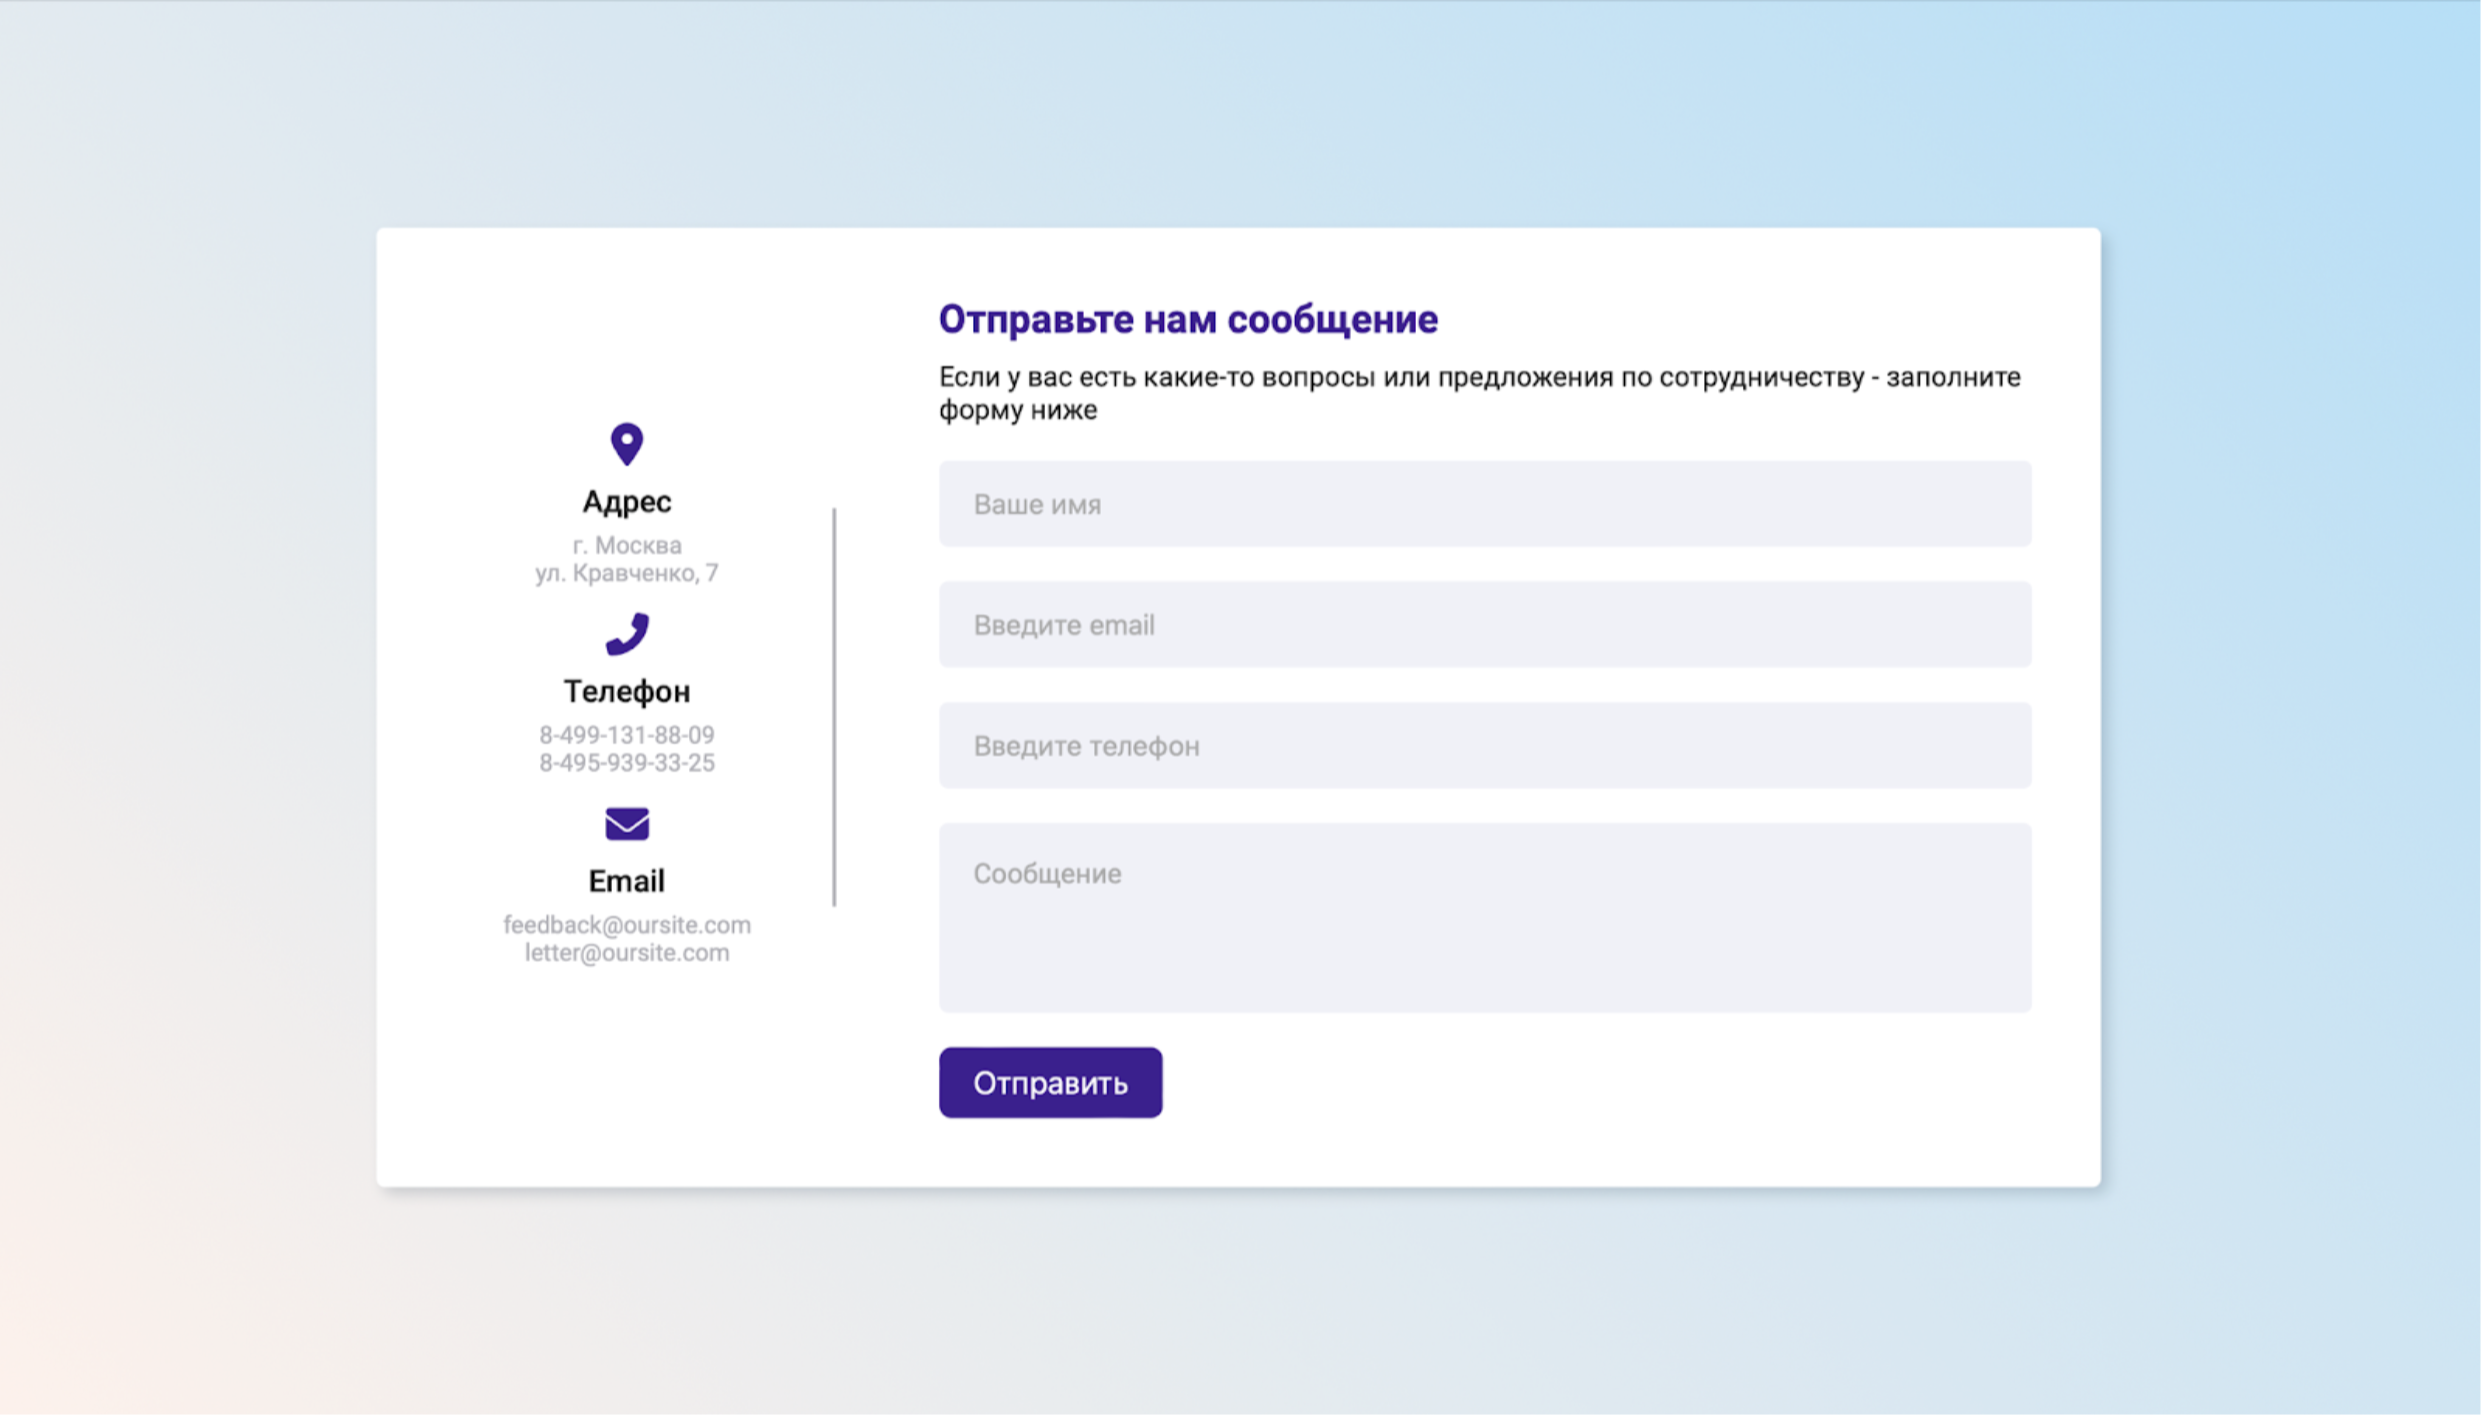 Адрес
г. Москва
ул. Кравченко, 7
Телефон
8-499-131-88-09
8-495-939-33-25
Email
feedback@oursite.com
letter@oursite.com
Отправьте нам сообщение
Если у вас есть какие-то вопросы или предложения по сотрудничеству - заполните
форму ниже
Ваше имя
Введите email
Введите телефон
Сообщение
Отправить